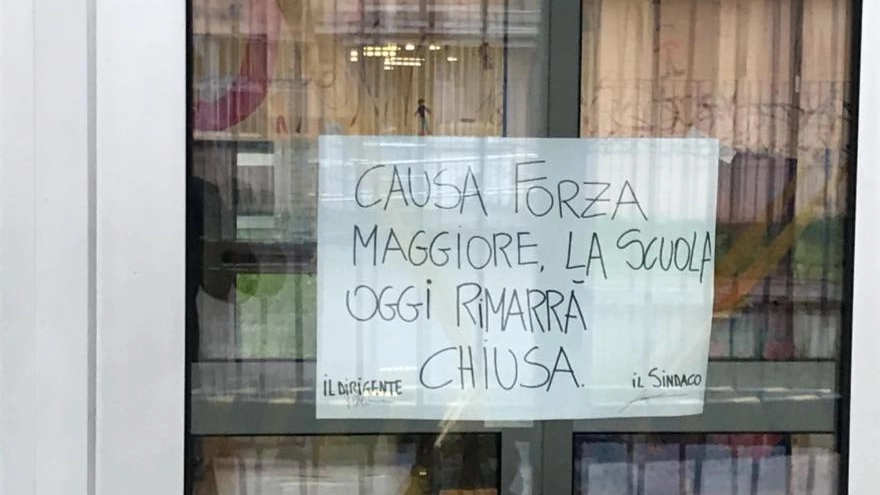 CAUSA FORZA
MAGGIORE, LA SCUOLA
OGGI RIMARRÀ
CHIUSA.
IL DIRIGENTE
IL SINDACO